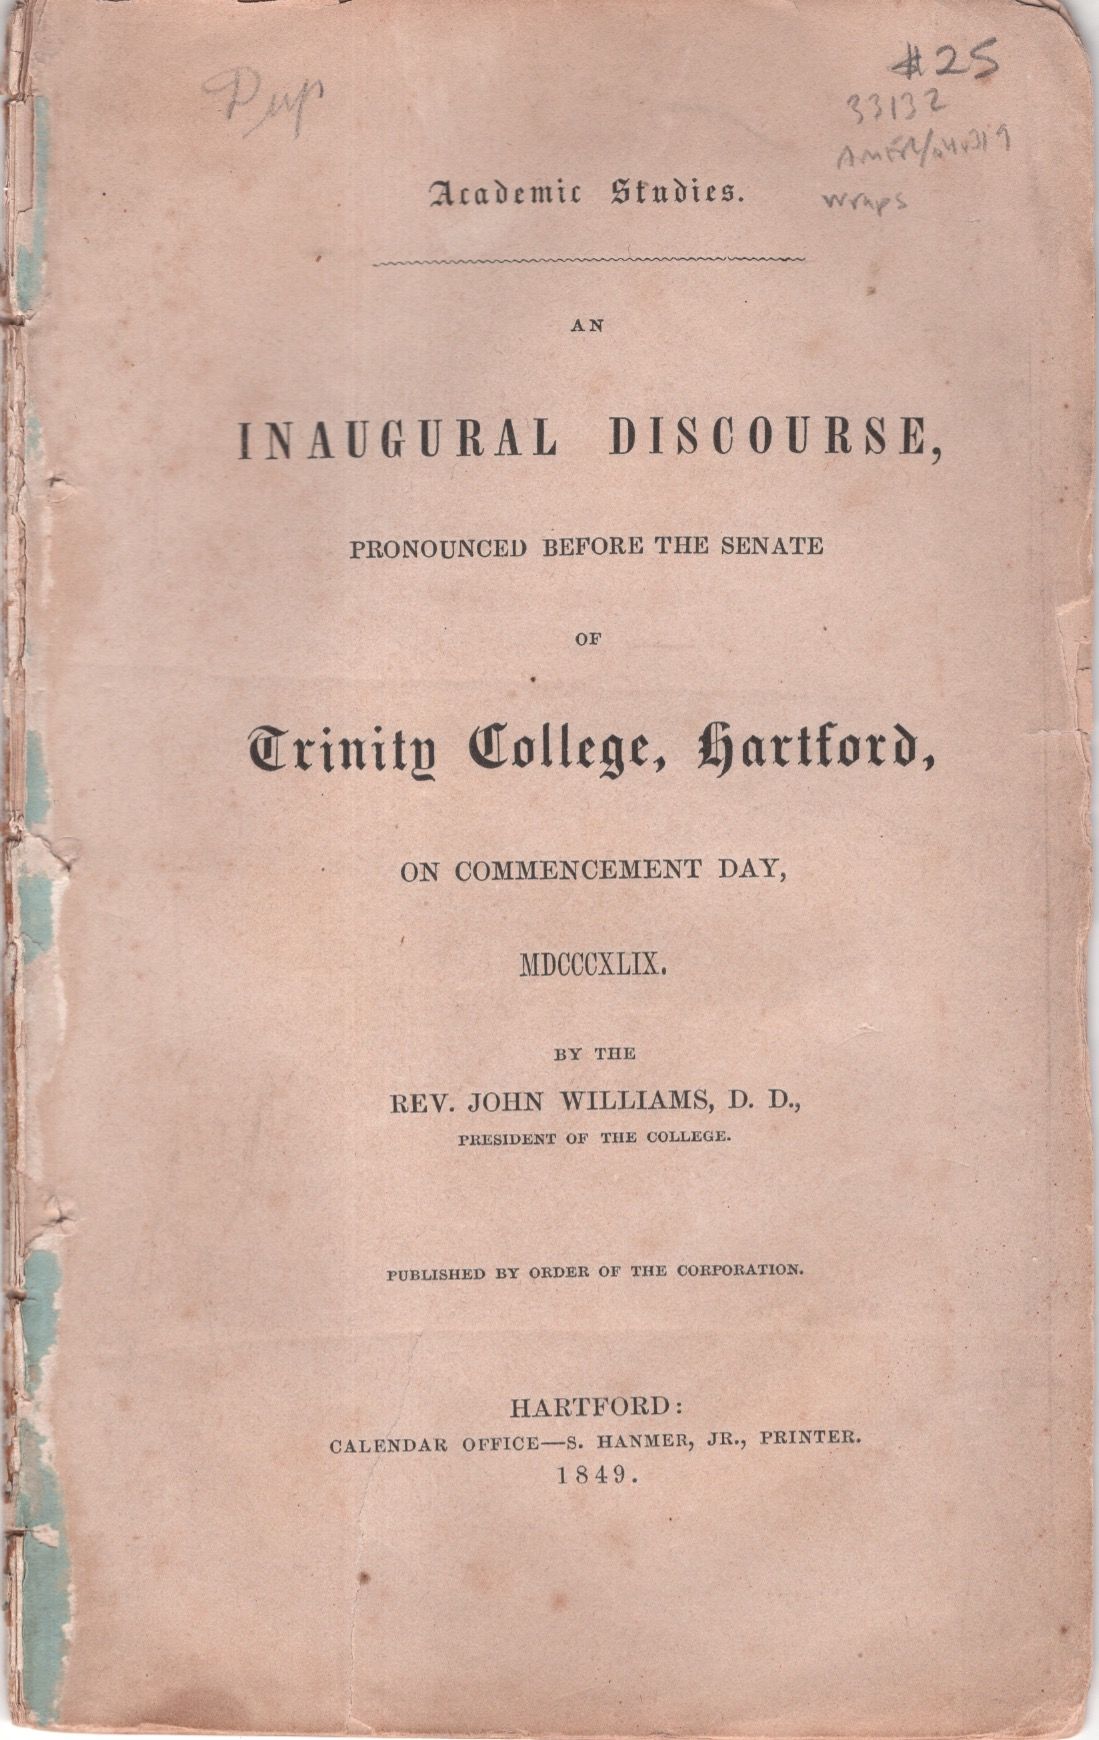 Dup
#25
33132
wraps
Academic Studies.
AN
INAUGURAL DISCOURSE,
PRONOUNCED BEFORE THE SENATE
OF
Trinity College, Hartford,
ON COMMENCEMENT DAY,
MDCCCXLIX.
BY THE
REV. JOHN WILLIAMS, D. D.,
PRESIDENT OF THE COLLEGE.
PUBLISHED BY ORDER OF THE CORPORATION.
HARTFORD:
CALENDAR OFFICE—S. HANMER, JR., PRINTER.
1849.